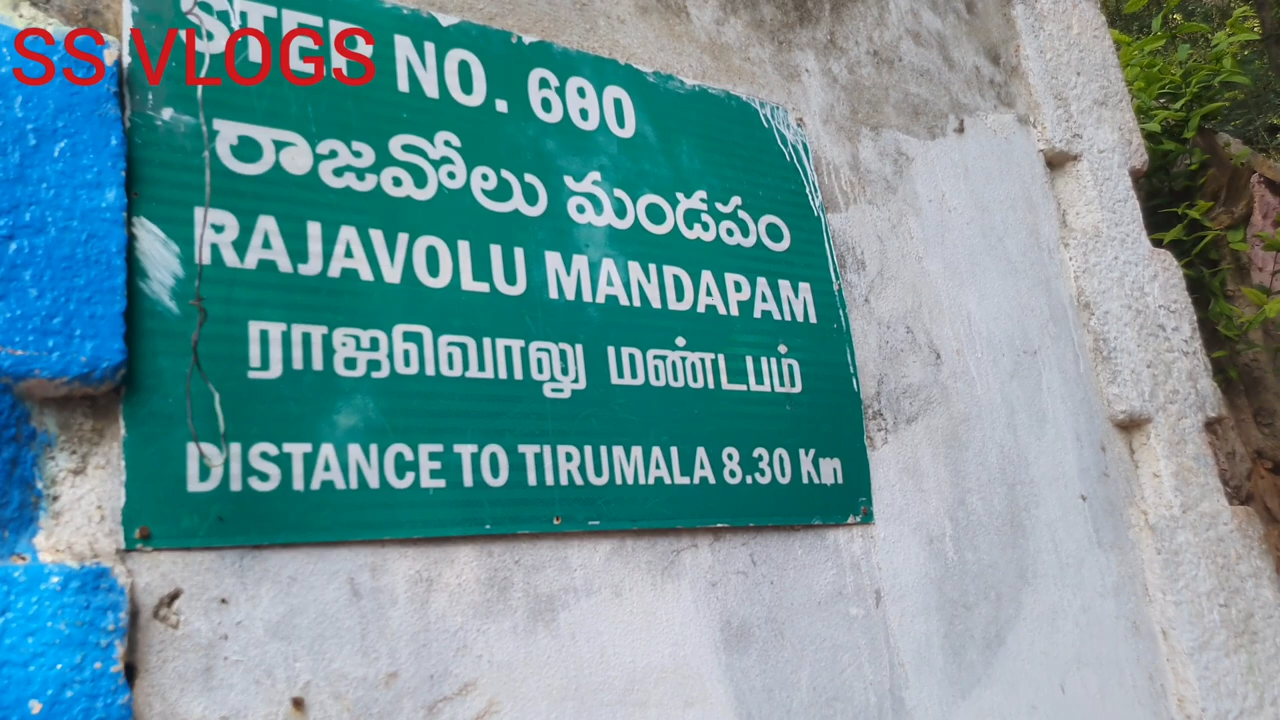 SS VLOGS
STEP NO. 600
రాజవోలు మండపం
RAJAVOLU MANDAPAM
ராஜவொலு மண்டபம்
DISTANCE TO TIRUMALA 8.30 Km